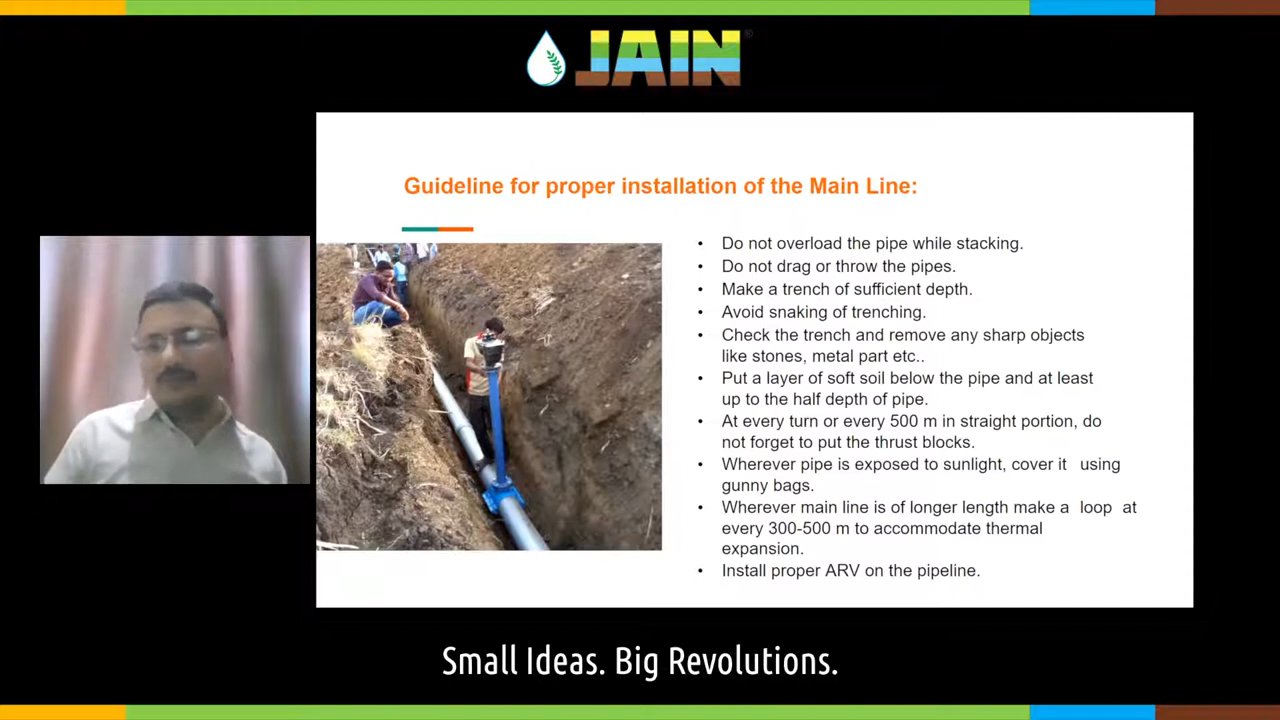 JAIN®
Guideline for proper installation of the Main Line:
• Do not overload the pipe while stacking.
• Do not drag or throw the pipes.
• Make a trench of sufficient depth.
• Avoid snaking of trenching.
• Check the trench and remove any sharp objects
like stones, metal part etc..
• Put a layer of soft soil below the pipe and at least
up to the half depth of pipe.
• At every turn or every 500 m in straight portion, do
not forget to put the thrust blocks.
• Wherever pipe is exposed to sunlight, cover it using
gunny bags.
• Wherever main line is of longer length make a loop at
every 300-500 m to accommodate thermal
expansion.
• Install proper ARV on the pipeline.
Small Ideas. Big Revolutions.